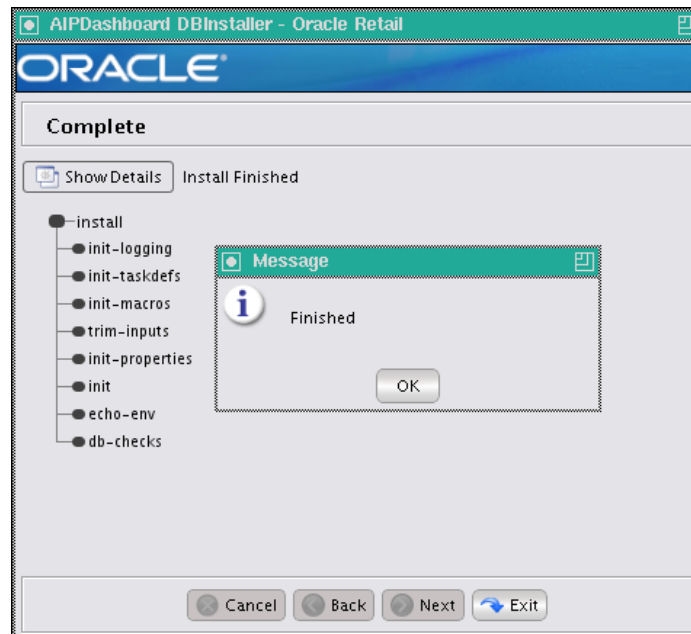 AIPDashboard DBInstaller - Oracle Retail
ORACLE®
Complete
Show Details Install Finished
install
init-logging
init-taskdefs
init-macros
trim-inputs
init-properties
init
echo-env
db-checks
Message
Finished
OK
Cancel Back Next Exit